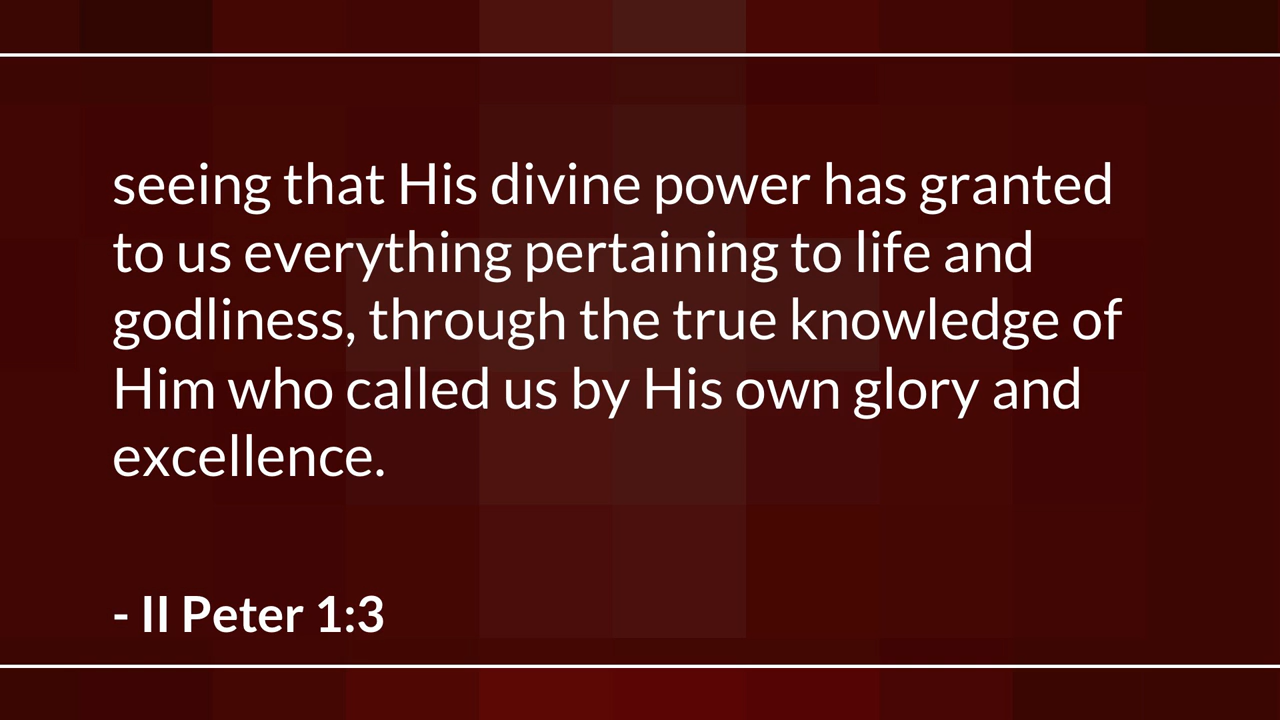 seeing that His divine power has granted
to us everything pertaining to life and
godliness, through the true knowledge of
Him who called us by His own glory and
excellence.
- II Peter 1:3